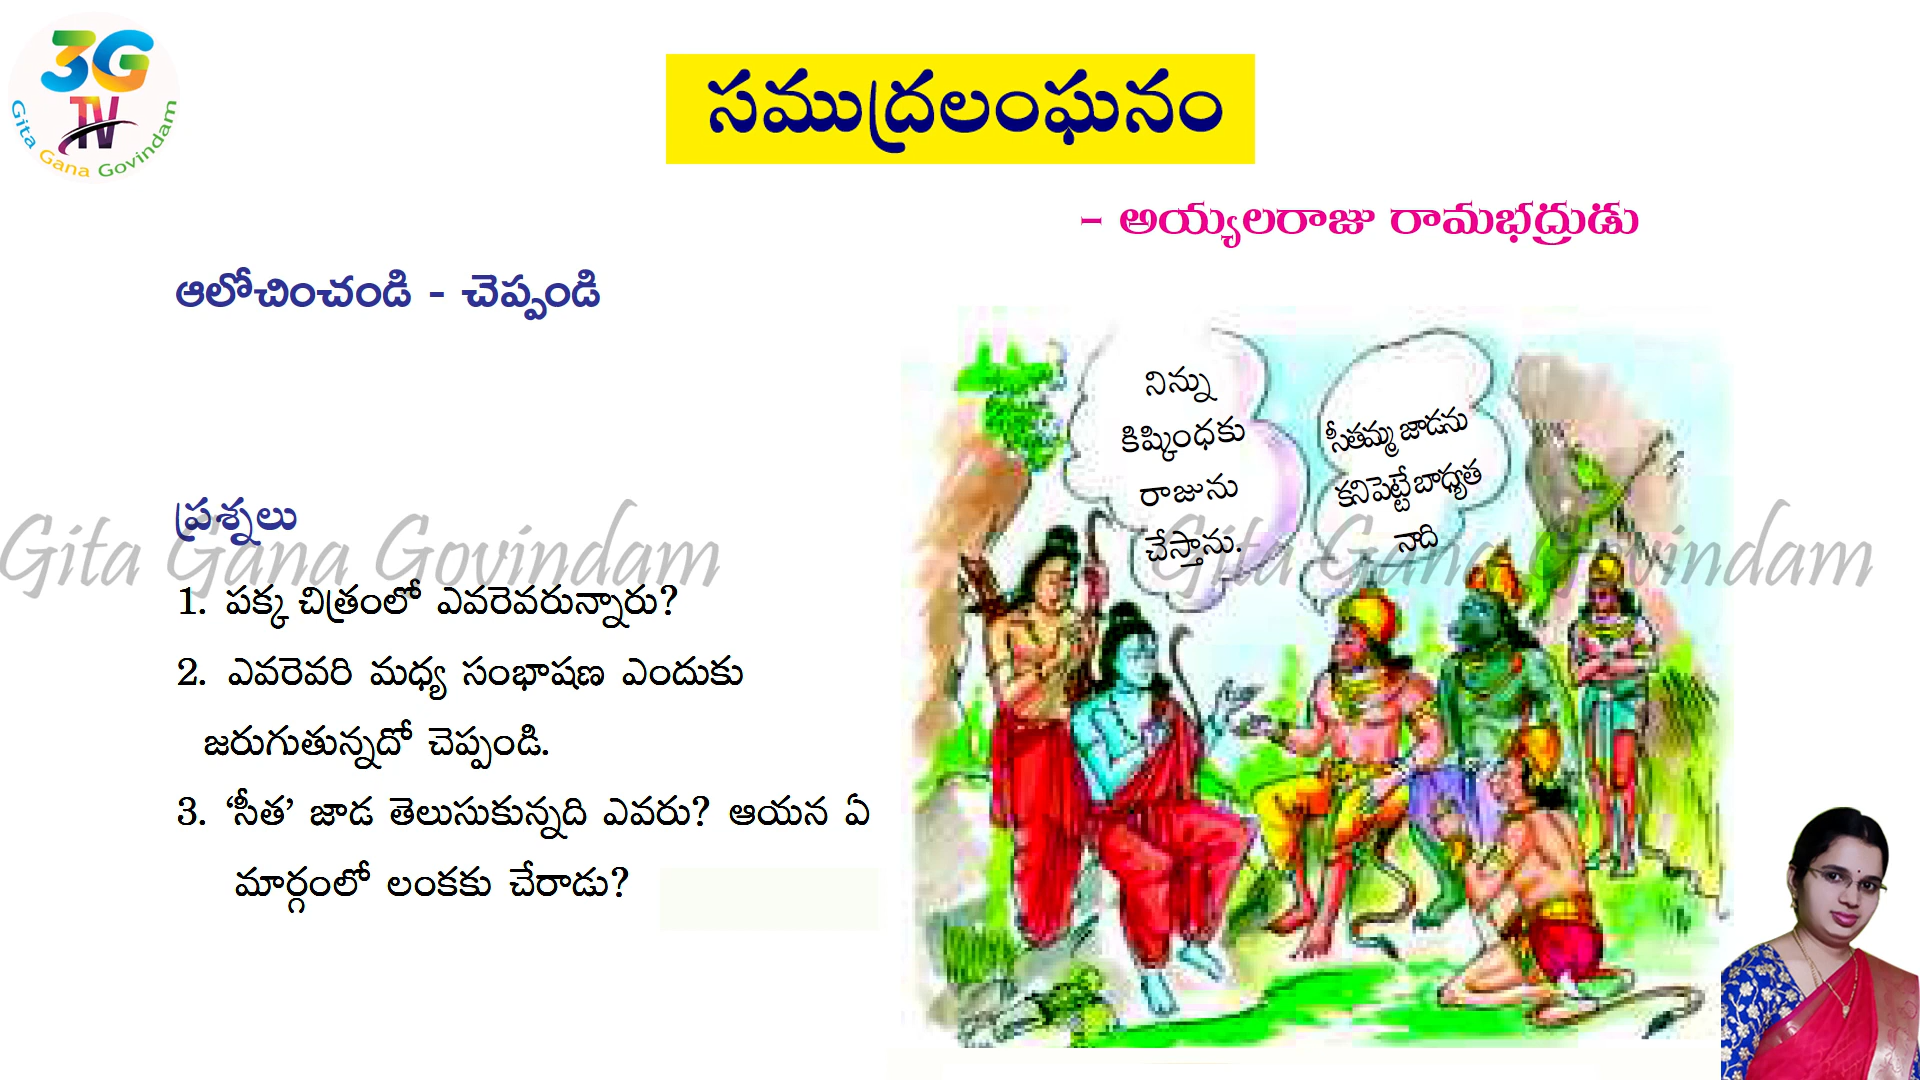 3G
TV
Gita Gana Govindam
సముద్రలంఘనం
- అయ్యలరాజు రామభద్రుడు
ఆలోచించండి - చెప్పండి
నిన్ను
కిష్కింధకు
రాజును
చేస్తాను.
సీతమ్మ జాడను
కనిపెట్టే బాధ్యత
నాది
ప్రశ్నలు
Gita Gana Govindam
Gita Gana Govindam
1. పక్క చిత్రంలో ఎవరెవరున్నారు?
2. ఎవరెవరి మధ్య సంభాషణ ఎందుకు
జరుగుతున్నదో చెప్పండి.
3. ‘సీత’ జాడ తెలుసుకున్నది ఎవరు? ఆయన ఏ
మార్గంలో లంకకు చేరాడు?